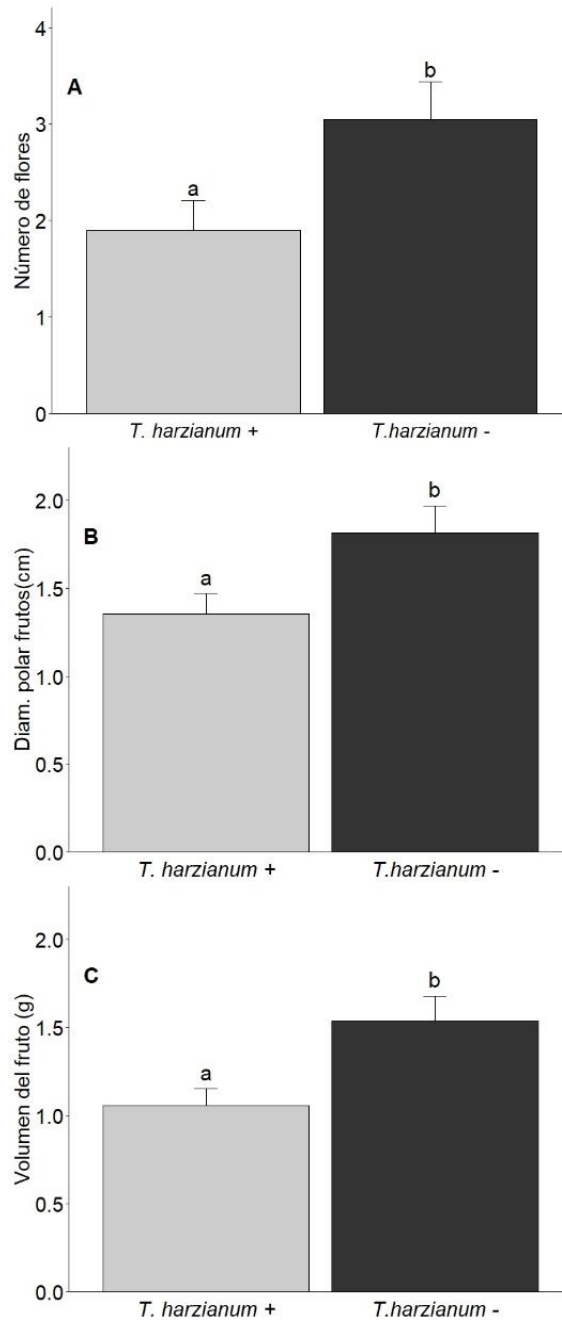 4
A
b
3
a
2
1
0
Número de flores
T. harzianum +
T.harzianum -
2.0
B
b
1.5
a
1.0
0.5
0.0
Diam. polar frutos(cm)
T. harzianum +
T.harzianum -
2.0
C
b
1.5
a
1.0
0.5
0.0
Volumen del fruto (g)
T. harzianum +
T.harzianum -